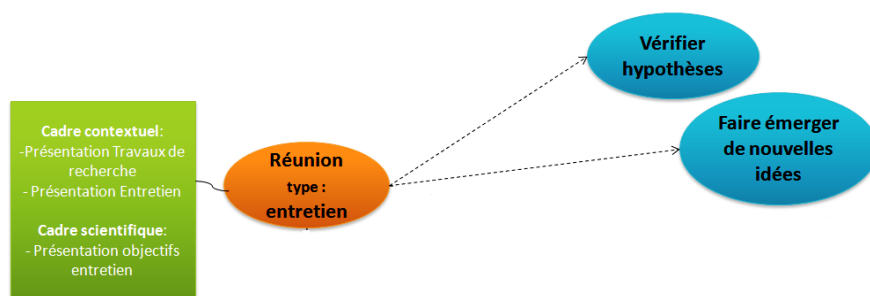 Cadre contextuel:
-Présentation Travaux de
recherche
- Présentation Entretien
Cadre scientifique:
- Présentation objectifs
entretien
Réunion
type :
entretien
Vérifier
hypothèses
Faire émerger
de nouvelles
idées